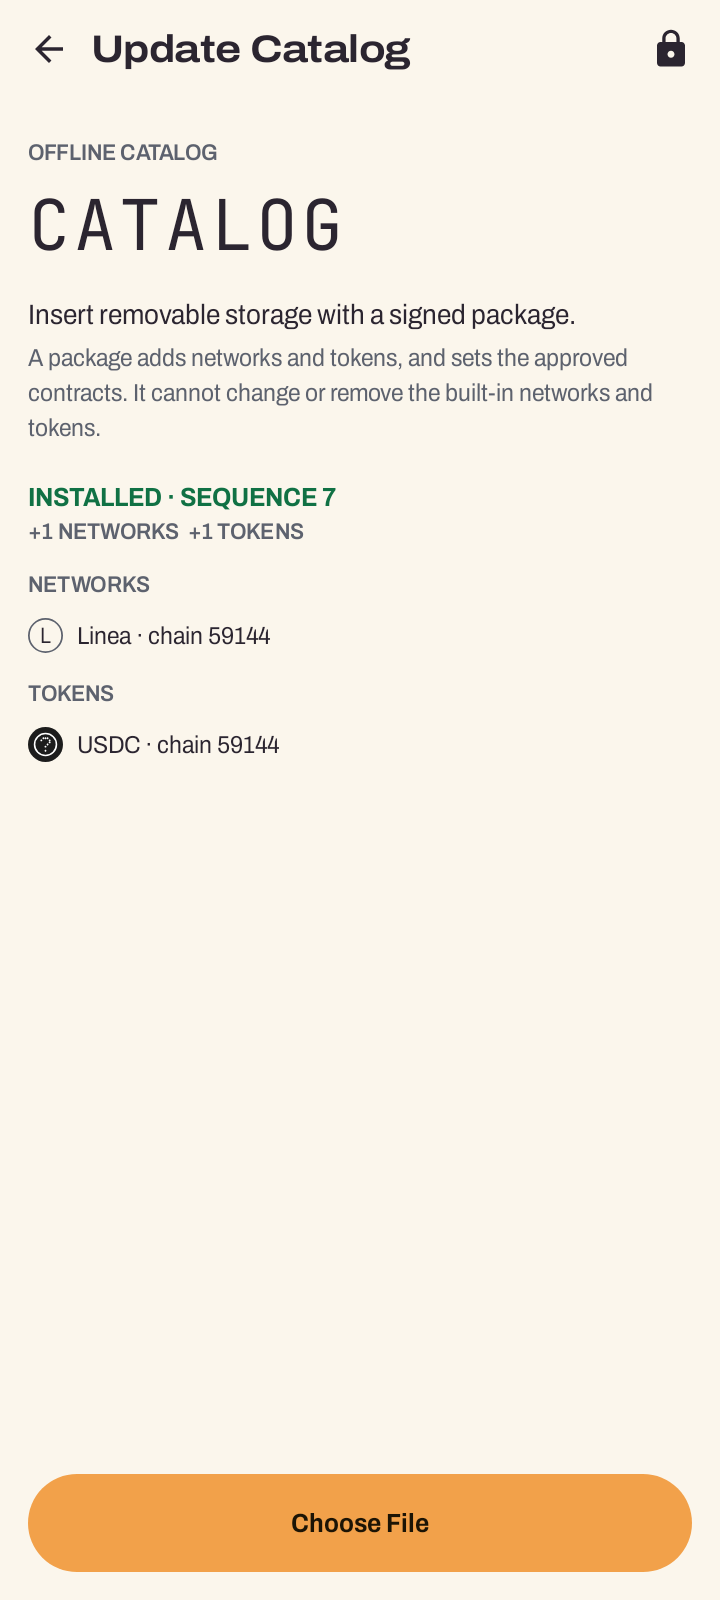 Update Catalog
OFFLINE CATALOG
CATALOG
Insert removable storage with a signed package.
A package adds networks and tokens, and sets the approved
contracts. It cannot change or remove the built-in networks and
tokens.
INSTALLED · SEQUENCE 7
+1 NETWORKS +1 TOKENS
NETWORKS
L Linea · chain 59144
TOKENS
? USDC · chain 59144
Choose File